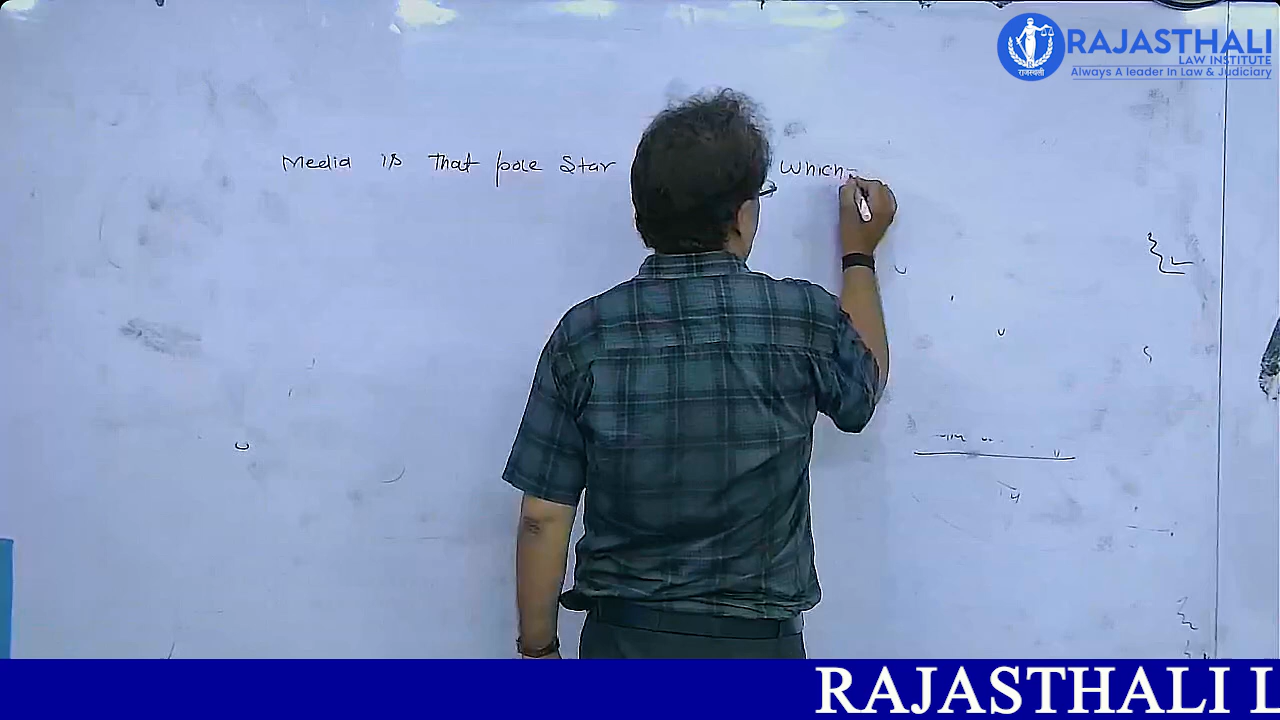 RAJASTHALI
LAW INSTITUTE
Always A leader In Law & Judiciary
राजस्थली
Media is that pole star which
RAJASTHALI L